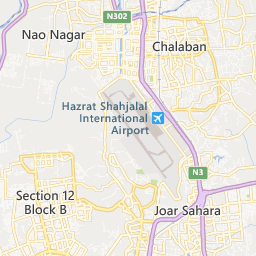 N302
Nao Nagar
Chalaban
Hazrat Shahjalal
International
Airport
N3
Section 12
Block B
Joar Sahara